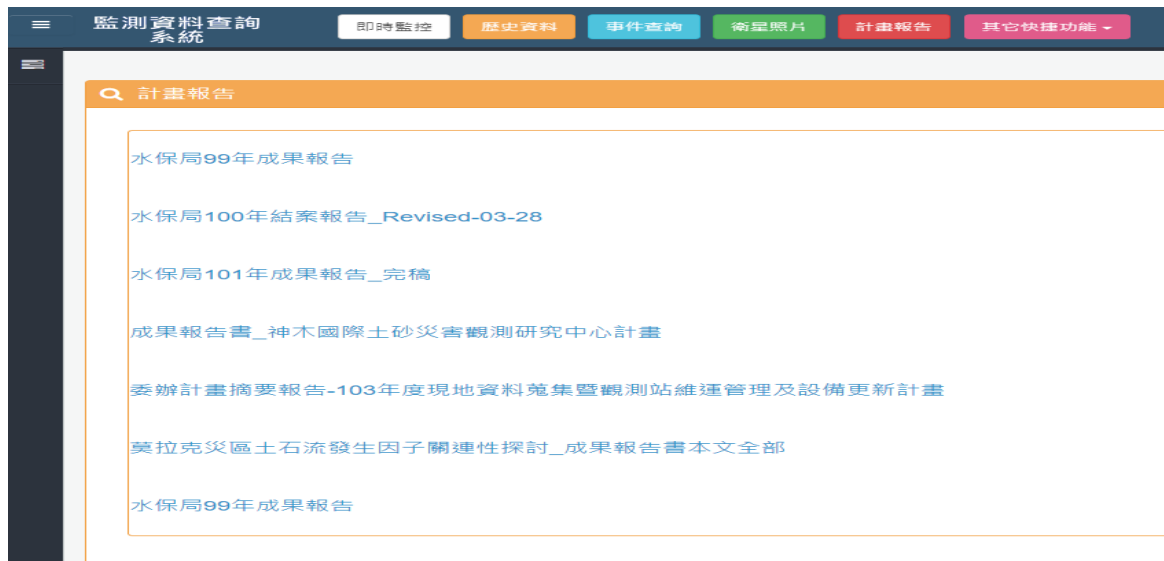 監測資料查詢
系統
即時監控
歷史資料
事件查詢
衛星照片
計畫報告
其它快捷功能
計畫報告
水保局99年成果報告
水保局100年結案報告_Revised-03-28
水保局101年成果報告_完稿
成果報告書_神木國際土砂災害觀測研究中心計畫
委辦計畫摘要報告-103年度現地資料蒐集暨觀測站維運管理及設備更新計畫
莫拉克災區土石流發生因子關連性探討_成果報告書本文全部
水保局99年成果報告